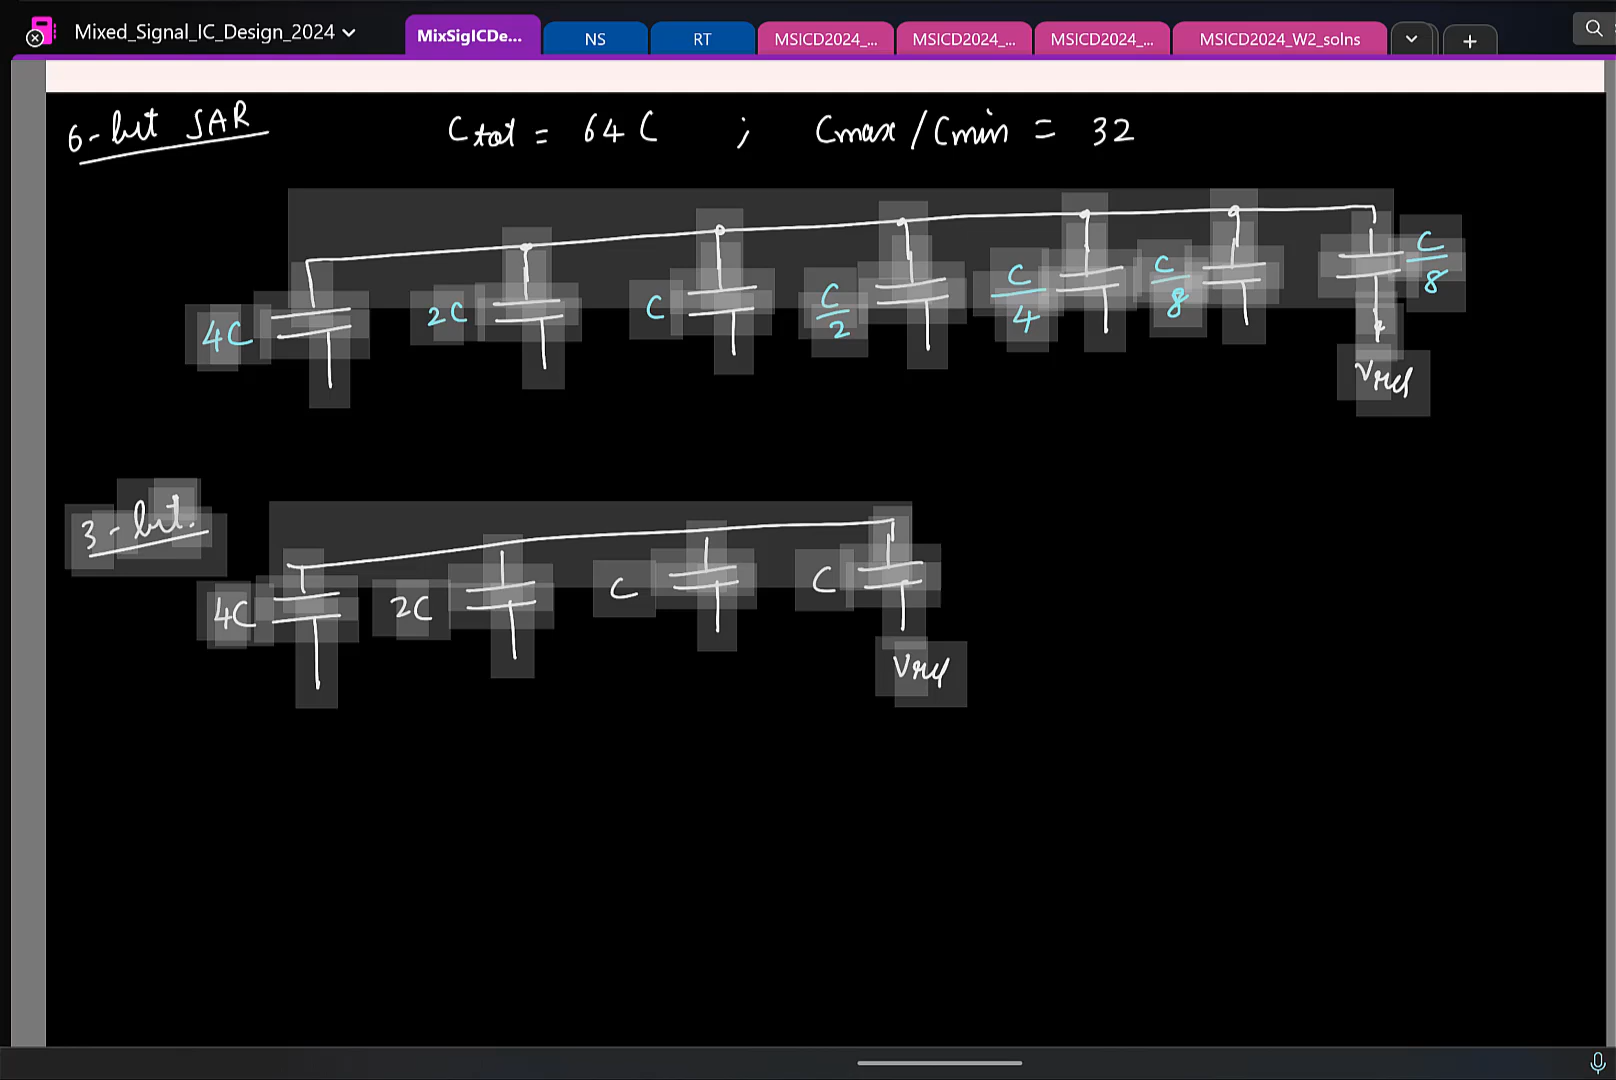 Mixed_Signal_IC_Design_2024
MixSigICDe... NS RT MSICD2024_... MSICD2024_... MSICD2024_... MSICD2024_W2_solns
6-bit SAR Ctot = 64C ; Cmax/Cmin = 32
4C 2C C C/2 C/4 C/8 C/8
Vref
3-bit.
4C 2C C C
Vref